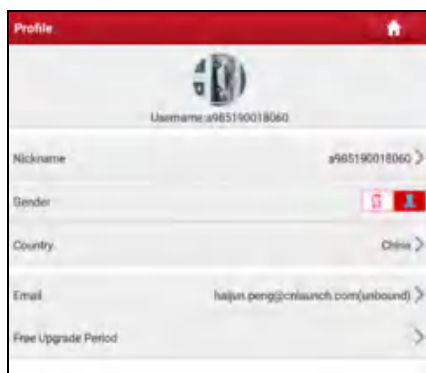 Profile
Username:a985190018060
Nickname a985190018060
Gender
Country China
Email haijun.peng@cnlaunch.com(unbound)
Free Upgrade Period